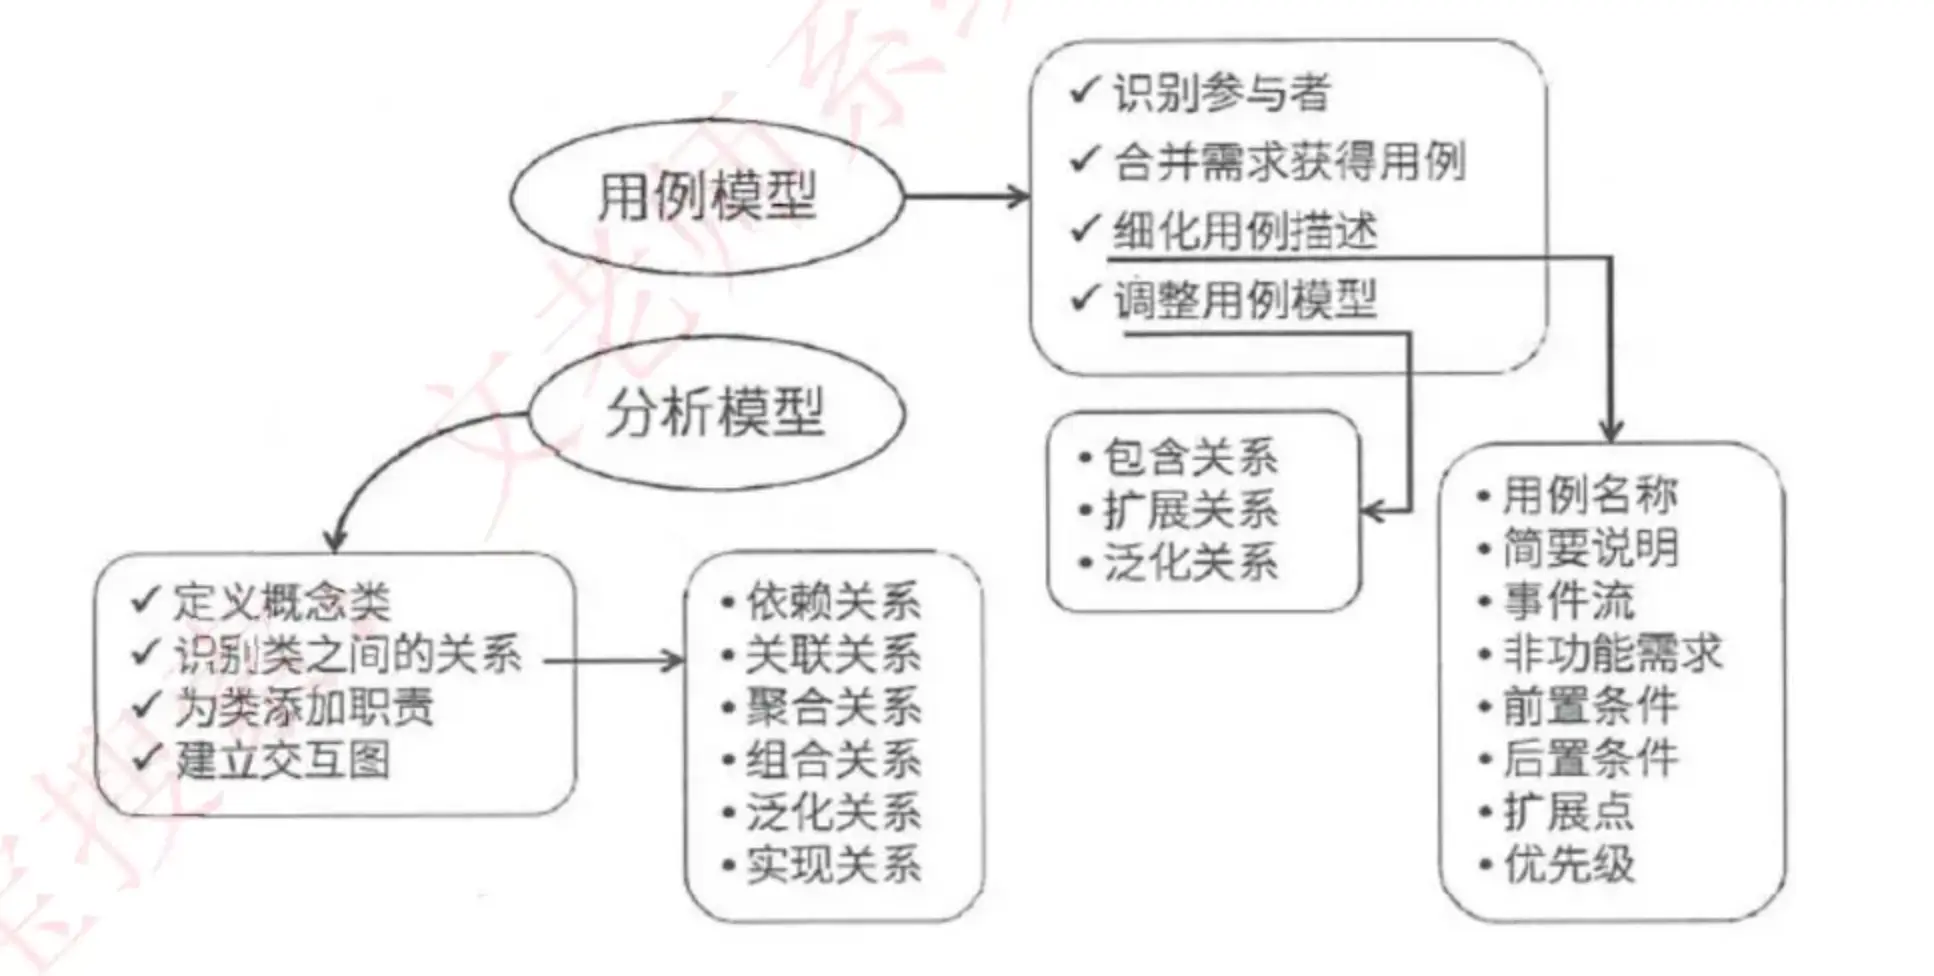 用例模型
✓ 识别参与者
✓ 合并需求获得用例
✓ 细化用例描述
✓ 调整用例模型
分析模型
• 包含关系
• 扩展关系
• 泛化关系
• 用例名称
• 简要说明
• 事件流
• 非功能需求
• 前置条件
• 后置条件
• 扩展点
• 优先级
✓ 定义概念类
✓ 识别类之间的关系
✓ 为类添加职责
✓ 建立交互图
• 依赖关系
• 关联关系
• 聚合关系
• 组合关系
• 泛化关系
• 实现关系
文老师系